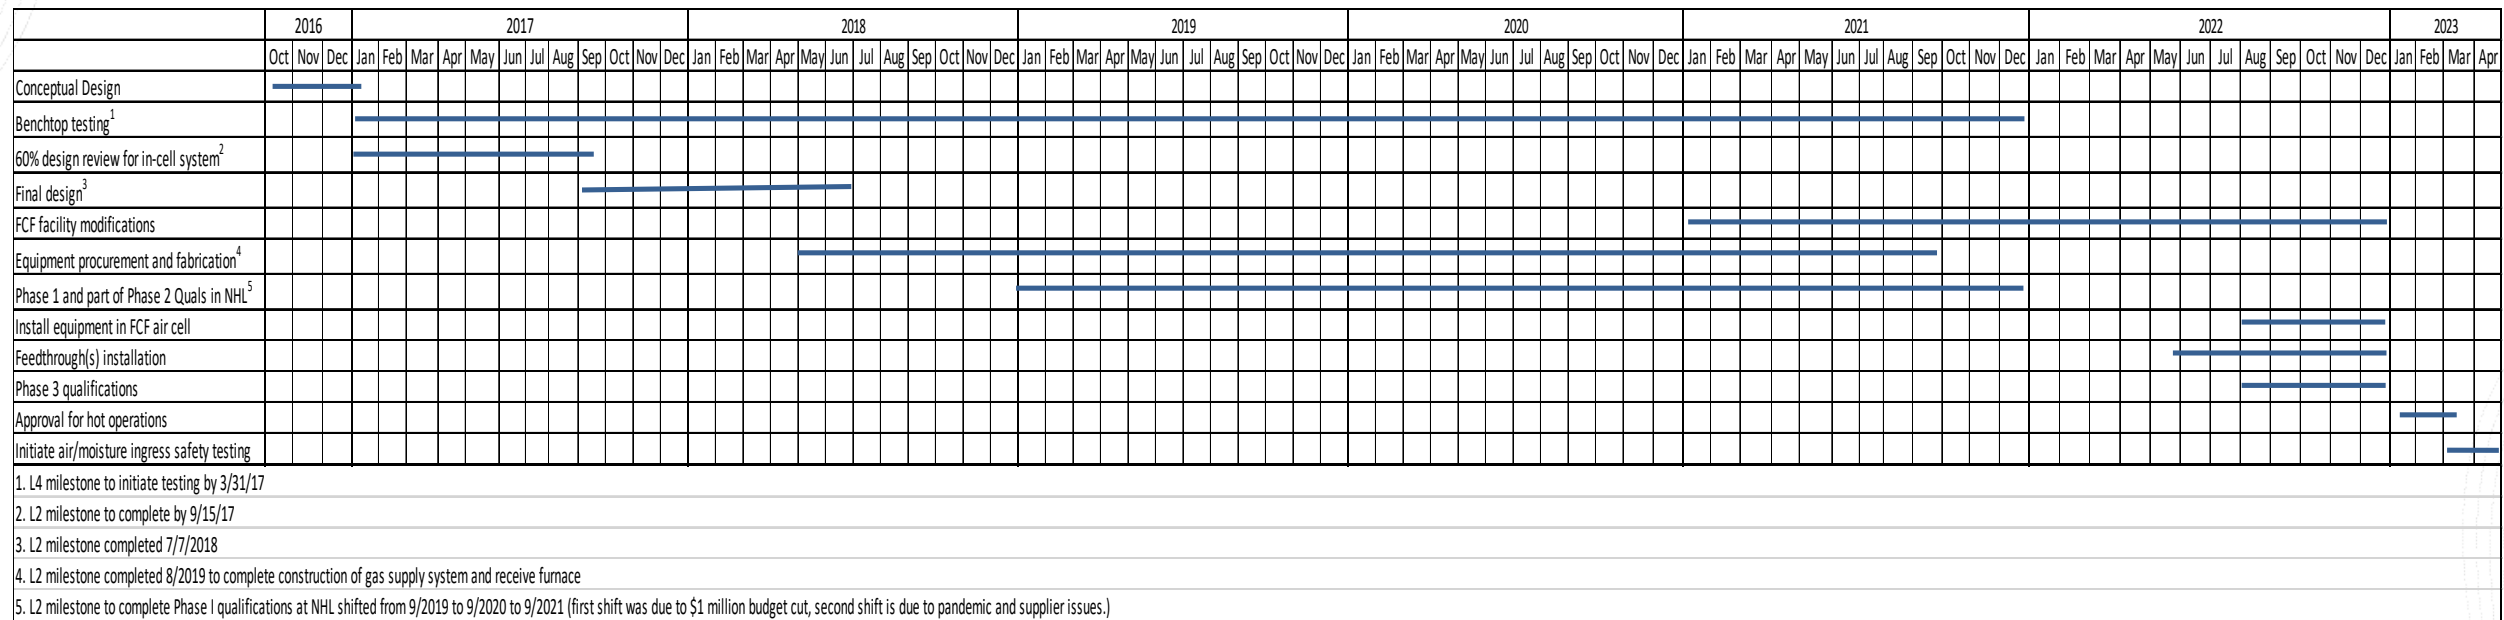 2016 2017 2018 2019 2020 2021 2022 2023
Oct Nov Dec Jan Feb Mar Apr May Jun Jul Aug Sep Oct Nov Dec Jan Feb Mar Apr May Jun Jul Aug Sep Oct Nov Dec Jan Feb Mar Apr May Jun Jul Aug Sep Oct Nov Dec Jan Feb Mar Apr May Jun Jul Aug Sep Oct Nov Dec Jan Feb Mar Apr May Jun Jul Aug Sep Oct Nov Dec Jan Feb Mar Apr May Jun Jul Aug Sep Oct Nov Dec Jan Feb Mar Apr
Conceptual Design
Benchtop testing1
60% design review for in-cell system2
Final design3
FCF facility modifications
Equipment procurement and fabrication4
Phase 1 and part of Phase 2 Quals in NHL5
Install equipment in FCF air cell
Feedthrough(s) installation
Phase 3 qualifications
Approval for hot operations
Initiate air/moisture ingress safety testing
1. L4 milestone to initiate testing by 3/31/17
2. L2 milestone to complete by 9/15/17
3. L2 milestone completed 7/7/2018
4. L2 milestone completed 8/2019 to complete construction of gas supply system and receive furnace
5. L2 milestone to complete Phase I qualifications at NHL shifted from 9/2019 to 9/2020 to 9/2021 (first shift was due to $1 million budget cut, second shift is due to pandemic and supplier issues.)